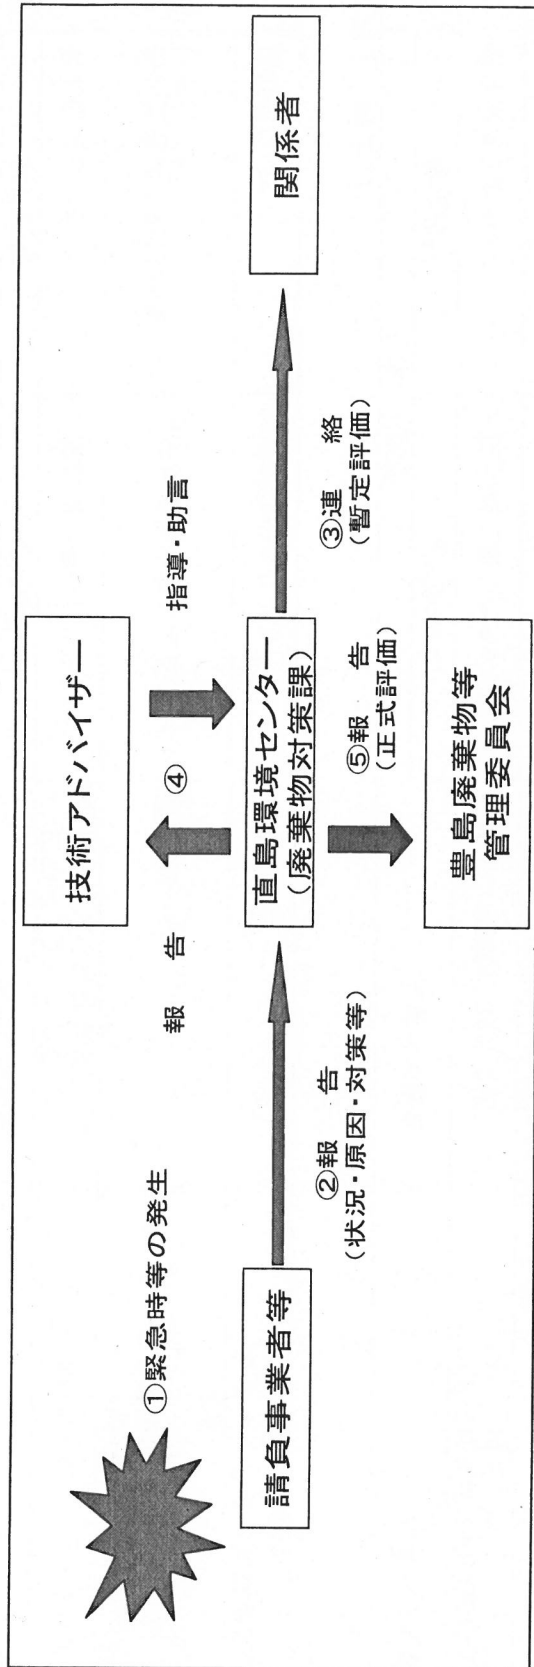 ①緊急時等の発生
請負事業者等
②報　告
(状況・原因・対策等)
技術アドバイザー
報　告
④
指導・助言
直島環境センター
(廃棄物対策課)
⑤報　告
(正式評価)
豊島廃棄物等
管理委員会
③連　絡
(暫定評価)
関係者